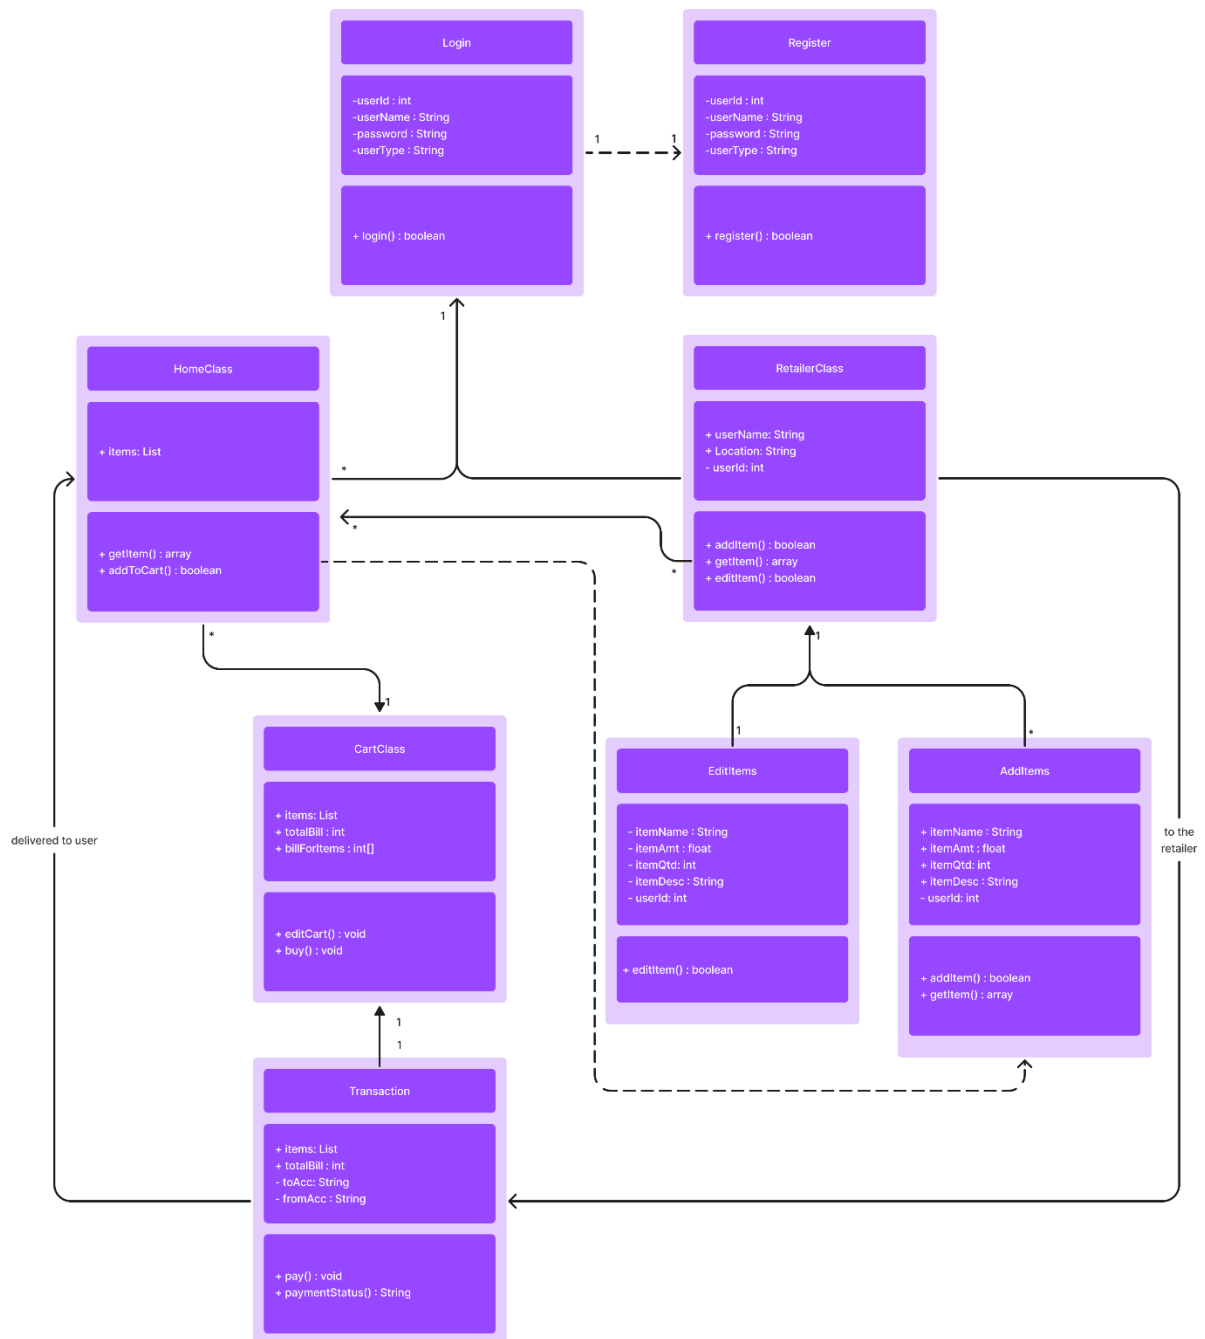 Login
-userId : int
-userName : String
-password : String
-userType : String
+ login() : boolean
1
1
Register
-userId : int
-userName : String
-password : String
-userType : String
+ register() : boolean
1
HomeClass
+ items: List
+ getItem() : array
+ addToCart() : boolean
*
*
*
RetailerClass
+ userName: String
+ Location: String
- userId: int
+ addItem() : boolean
+ getItem() : array
+ editItem() : boolean
*
1
1
1
*
CartClass
+ items: List
+ totalBill : int
+ billForItems : int[]
+ editCart() : void
+ buy() : void
EditItems
- itemName : String
- itemAmt : float
- itemQtd: int
- itemDesc : String
- userId: int
+ editItem() : boolean
AddItems
+ itemName : String
+ itemAmt : float
+ itemQtd: int
+ itemDesc : String
- userId: int
+ addItem() : boolean
+ getItem() : array
delivered to user
to the
retailer
1
1
Transaction
+ items: List
+ totalBill : int
- toAcc: String
- fromAcc : String
+ pay() : void
+ paymentStatus() : String